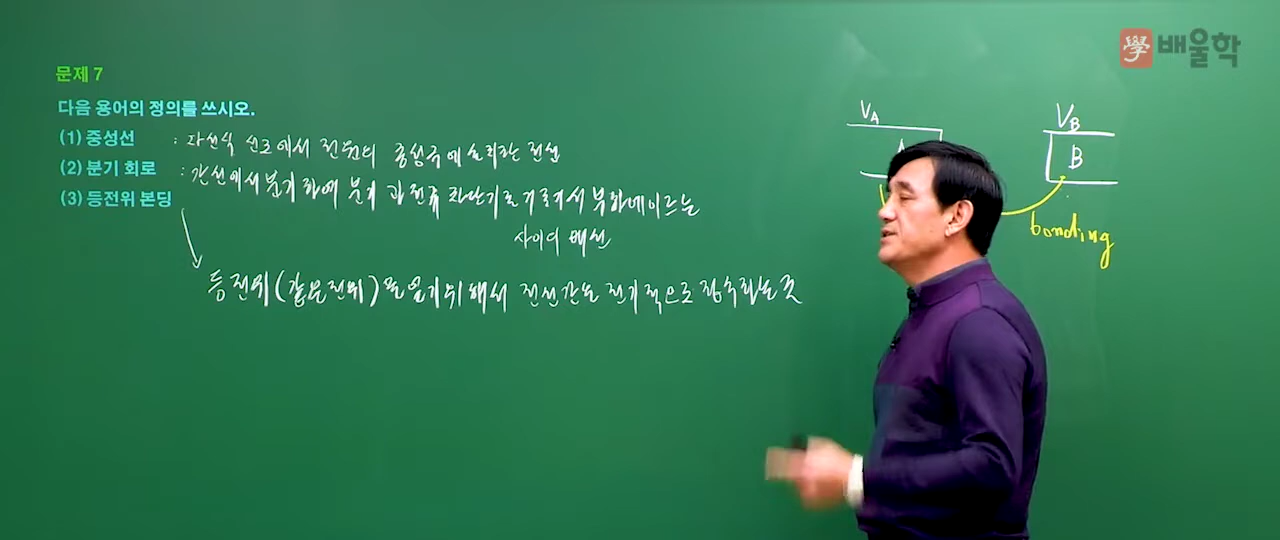 學 배울학
문제 7
다음 용어의 정의를 쓰시오.
(1) 중성선 : 다선식 선로에서 전원의 중성극에 접속된 전선
(2) 분기 회로 : 간선에서 분기하여 분기 과전류 차단기를 거쳐서 부하에 이르는
사이의 배선
(3) 등전위 본딩
등전위(같은전위)를 얻기위해서 전선간을 전기적으로 접속하는 것
V_A
V_B
B
bonding